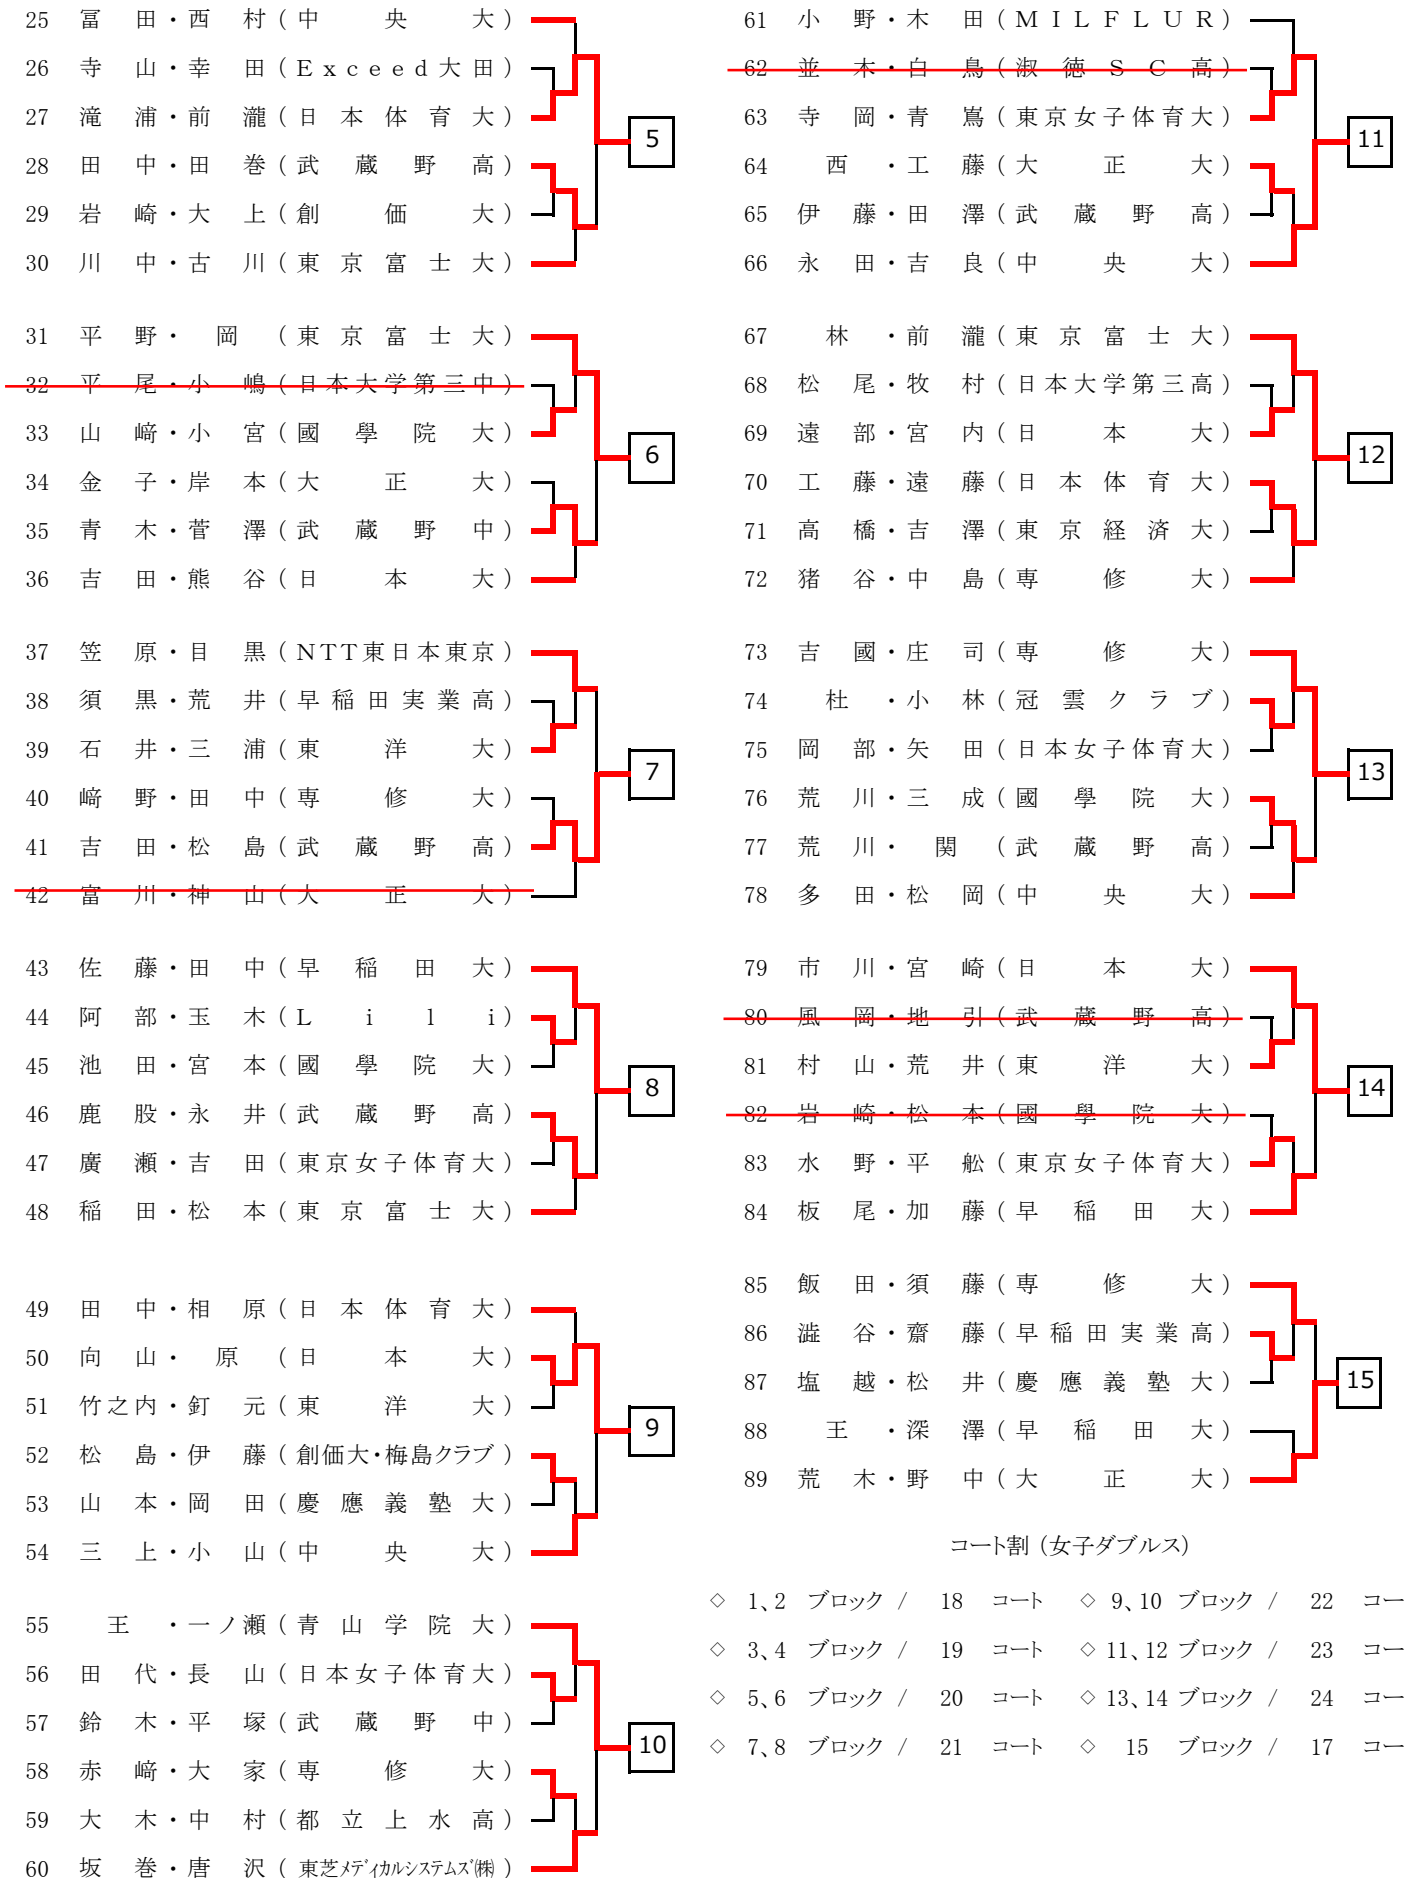 25 冨田・西村（中央大）
26 寺山・幸田（Exceed大田）
27 滝浦・前瀧（日本体育大）
5
28 田中・田巻（武蔵野高）
29 岩崎・大上（創価大）
30 川中・古川（東京富士大）
31 平野・岡（東京富士大）
32 平尾・小嶋（日本大学第三中）
33 山﨑・小宮（國學院大）
6
34 金子・岸本（大正大）
35 青木・菅澤（武蔵野中）
36 吉田・熊谷（日本大）
37 笠原・目黒（NTT東日本東京）
38 須黒・荒井（早稲田実業高）
39 石井・三浦（東洋大）
7
40 﨑野・田中（専修大）
41 吉田・松島（武蔵野高）
42 富川・神山（大正大）
43 佐藤・田中（早稲田大）
44 阿部・玉木（Lili）
45 池田・宮本（國學院大）
8
46 鹿股・永井（武蔵野高）
47 廣瀬・吉田（東京女子体育大）
48 稲田・松本（東京富士大）
49 田中・相原（日本体育大）
50 向山・原（日本大）
51 竹之内・釘元（東洋大）
9
52 松島・伊藤（創価大・梅島クラブ）
53 山本・岡田（慶應義塾大）
54 三上・小山（中央大）
55 王・一ノ瀬（青山学院大）
56 田代・長山（日本女子体育大）
57 鈴木・平塚（武蔵野中）
10
58 赤﨑・大家（専修大）
59 大木・中村（都立上水高）
60 坂巻・唐沢（東芝メディカルシステムズ㈱）
61 小野・木田（MILFLUR）
62 並木・白鳥（淑徳SC高）
63 寺岡・青嶌（東京女子体育大）
11
64 西・工藤（大正大）
65 伊藤・田澤（武蔵野高）
66 永田・吉良（中央大）
67 林・前瀧（東京富士大）
68 松尾・牧村（日本大学第三高）
69 遠部・宮内（日本大）
12
70 工藤・遠藤（日本体育大）
71 高橋・吉澤（東京経済大）
72 猪谷・中島（専修大）
73 吉國・庄司（専修大）
74 杜・小林（冠雲クラブ）
75 岡部・矢田（日本女子体育大）
13
76 荒川・三成（國學院大）
77 荒川・関（武蔵野高）
78 多田・松岡（中央大）
79 市川・宮崎（日本大）
80 風岡・地引（武蔵野高）
81 村山・荒井（東洋大）
14
82 岩崎・松本（國學院大）
83 水野・平舩（東京女子体育大）
84 板尾・加藤（早稲田大）
85 飯田・須藤（専修大）
86 澁谷・齋藤（早稲田実業高）
87 塩越・松井（慶應義塾大）
15
88 王・深澤（早稲田大）
89 荒木・野中（大正大）
コート割（女子ダブルス）
◇ 1、2 ブロック / 18 コート ◇ 9、10 ブロック / 22 コー
◇ 3、4 ブロック / 19 コート ◇ 11、12 ブロック / 23 コー
◇ 5、6 ブロック / 20 コート ◇ 13、14 ブロック / 24 コー
◇ 7、8 ブロック / 21 コート ◇ 15 ブロック / 17 コー